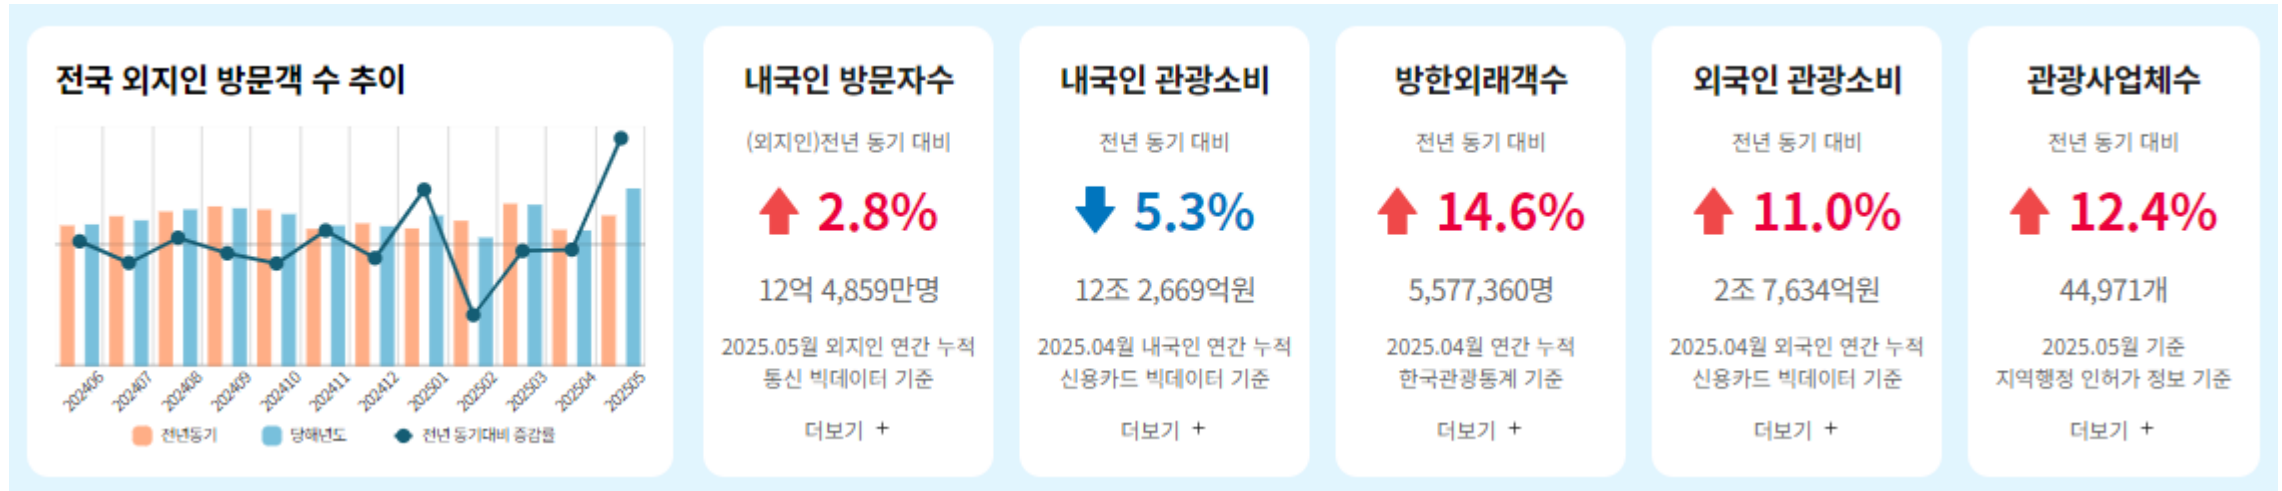 전국 외지인 방문객 수 추이
202406
202407
202408
202409
202410
202411
202412
202501
202502
202503
202504
202505
전년동기
당해년도
전년 동기대비 증감률
내국인 방문자수
(외지인)전년 동기 대비
2.8%
12억 4,859만명
2025.05월 외지인 연간 누적
통신 빅데이터 기준
더보기 +
내국인 관광소비
전년 동기 대비
5.3%
12조 2,669억원
2025.04월 내국인 연간 누적
신용카드 빅데이터 기준
더보기 +
방한외래객수
전년 동기 대비
14.6%
5,577,360명
2025.04월 연간 누적
한국관광통계 기준
더보기 +
외국인 관광소비
전년 동기 대비
11.0%
2조 7,634억원
2025.04월 외국인 연간 누적
신용카드 빅데이터 기준
더보기 +
관광사업체수
전년 동기 대비
12.4%
44,971개
2025.05월 기준
지역행정 인허가 정보 기준
더보기 +